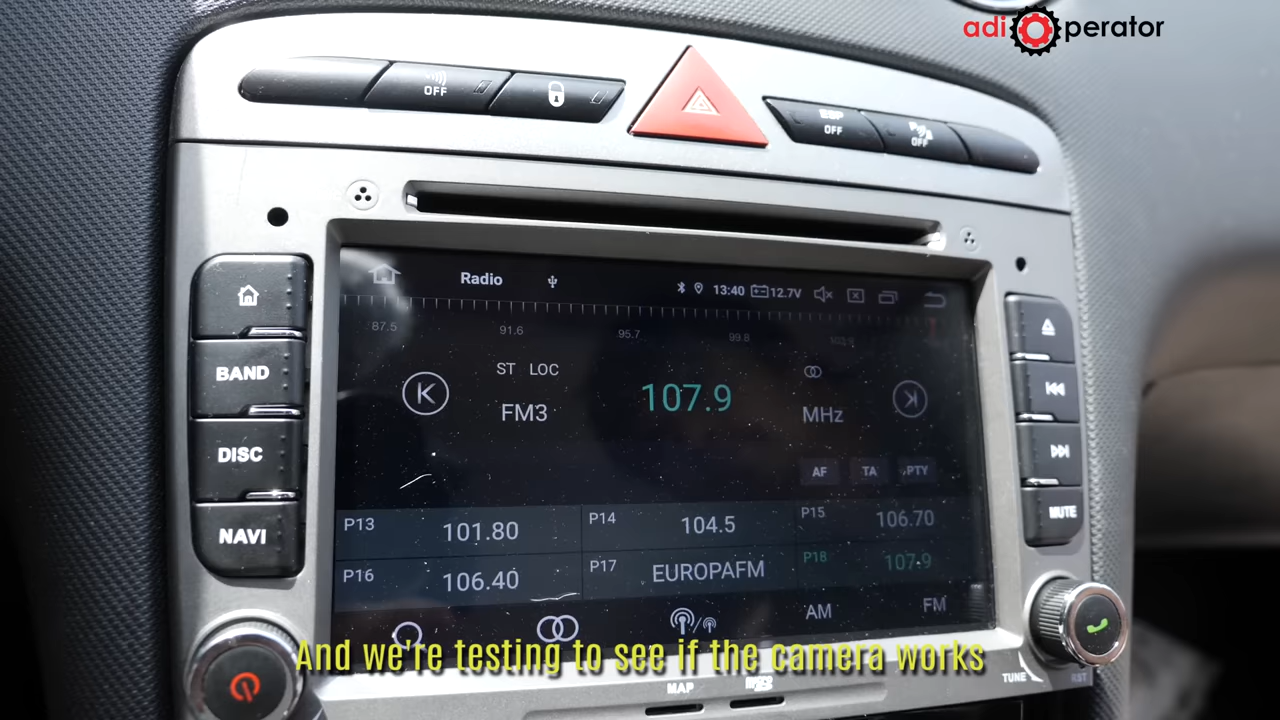 adi perator
OFF
ESP OFF
OFF
Radio
13:40
12.7V
87.5 91.6 95.7 99.8
ST LOC
FM3
107.9
MHz
AF TA PTY
P13 101.80
P14 104.5
P15 106.70
P16 106.40
P17 EUROPAFM
P18 107.9
AM FM
BAND
DISC
NAVI
MUTE
And we're testing to see if the camera works
MAP
TUNE
RST